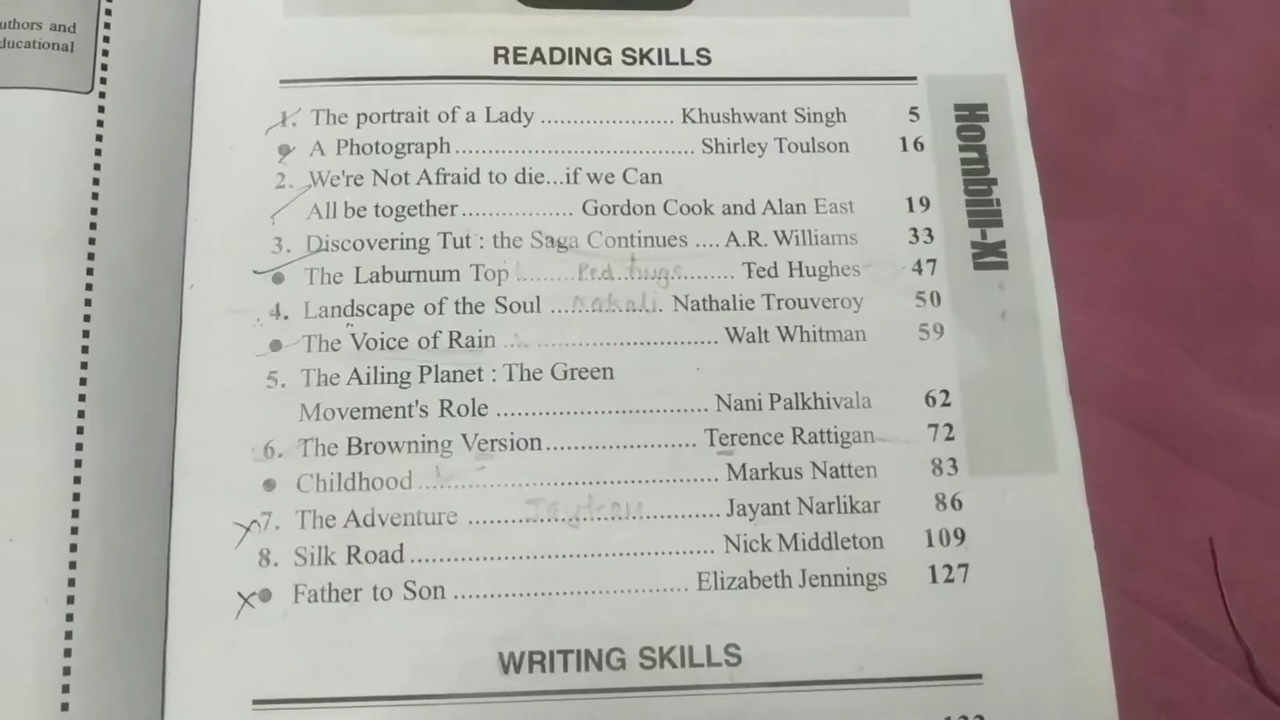 uthors and
ducational
READING SKILLS
1. The portrait of a Lady ..................... Khushwant Singh 5
• A Photograph ...................................... Shirley Toulson 16
2. We're Not Afraid to die...if we Can
All be together ................. Gordon Cook and Alan East 19
3. Discovering Tut : the Saga Continues .... A.R. Williams 33
• The Laburnum Top ................................... Ted Hughes 47
4. Landscape of the Soul .................. Nathalie Trouveroy 50
• The Voice of Rain .................................. Walt Whitman 59
5. The Ailing Planet : The Green
Movement's Role .................................. Nani Palkhivala 62
6. The Browning Version ........................ Terence Rattigan 72
• Childhood ................................................ Markus Natten 83
7. The Adventure ........................................ Jayant Narlikar 86
8. Silk Road ................................................. Nick Middleton 109
• Father to Son ...................................... Elizabeth Jennings 127
Hornbill-XI
WRITING SKILLS